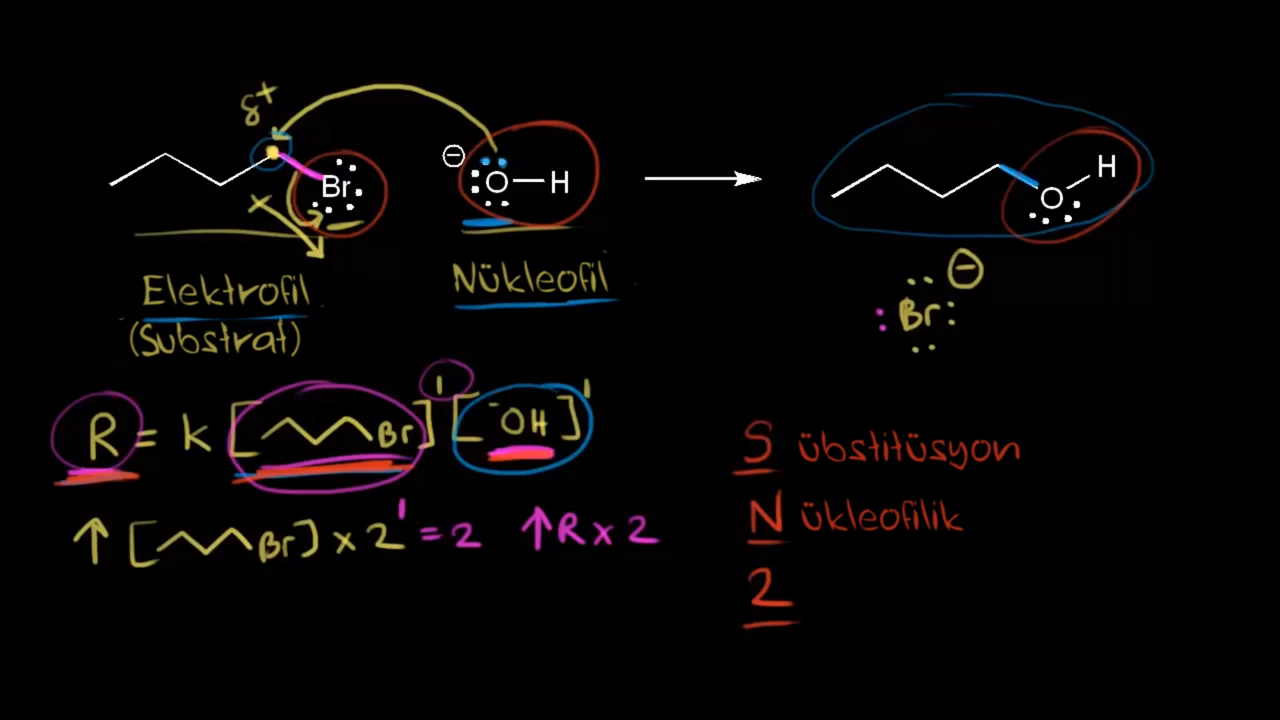 δ+
Br
⊖
O—H
H
O
Elektrofil
(Substrat)
Nükleofil
⊖
:Br:
R = k [ Br]¹ [⁻OH]¹
↑ [ Br] x 2¹ = 2 ↑R x 2
S übstitüsyon
N ükleofilik
2